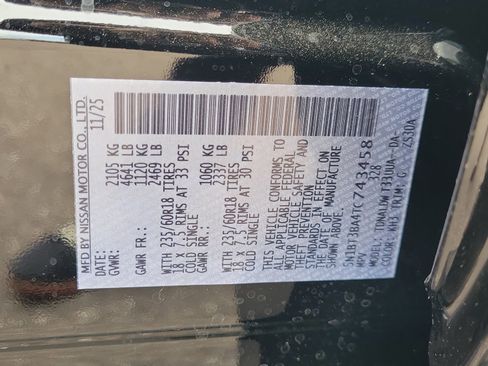 MFD BY NISSAN MOTOR CO., LTD.
11/25
GVWR: 2105 KG
4641 LB
GAWR FR.: 1120 KG
2469 LB
WITH 235/60R18 TIRES
18 X 7.5 RIMS AT 33 PSI
COLD SINGLE
GAWR RR.: 1060 KG
2337 LB
WITH 235/60R18 TIRES
18 X 7.5 RIMS AT 30 PSI
COLD SINGLE
THIS VEHICLE CONFORMS TO
ALL APPLICABLE FEDERAL
MOTOR VEHICLE SAFETY AND
THEFT PREVENTION
STANDARDS IN EFFECT ON
THE DATE OF MANUFACTURE
SHOWN ABOVE.
743458
MPV
328
MODEL: TDNALDW T33UUA-DA-
COLOR: KH3 TRIM: G
ZS30A